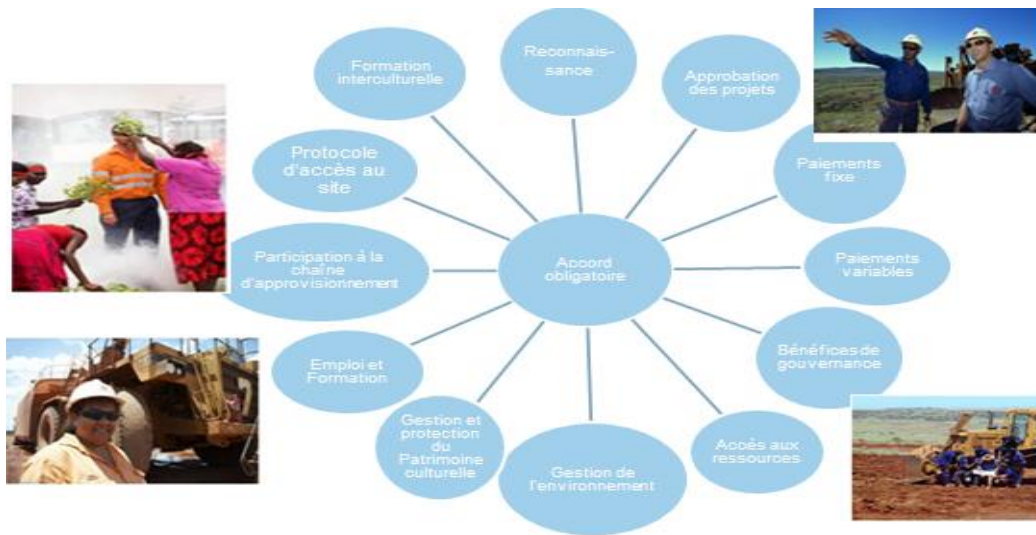 Reconnais-
sance
Approbation
des projets
Paiements
fixe
Paiements
variables
Bénéfices de
gouvernance
Accès aux
ressources
Gestion de
l'environnement
Gestion et
protection
du
Patrimoine
culturelle
Emploi et
Formation
Participation à la
chaîne
d'approvisionnement
Protocole
d'accès au
site
Formation
interculturelle
Accord
obligatoire